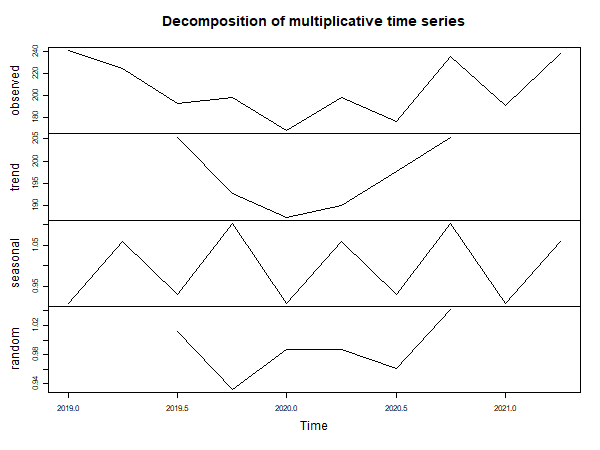 Decomposition of multiplicative time series
observed
180 200 220 240
trend
190 195 200 205
seasonal
0.95 1.05
random
0.94 0.98 1.02
2019.0 2019.5 2020.0 2020.5 2021.0
Time